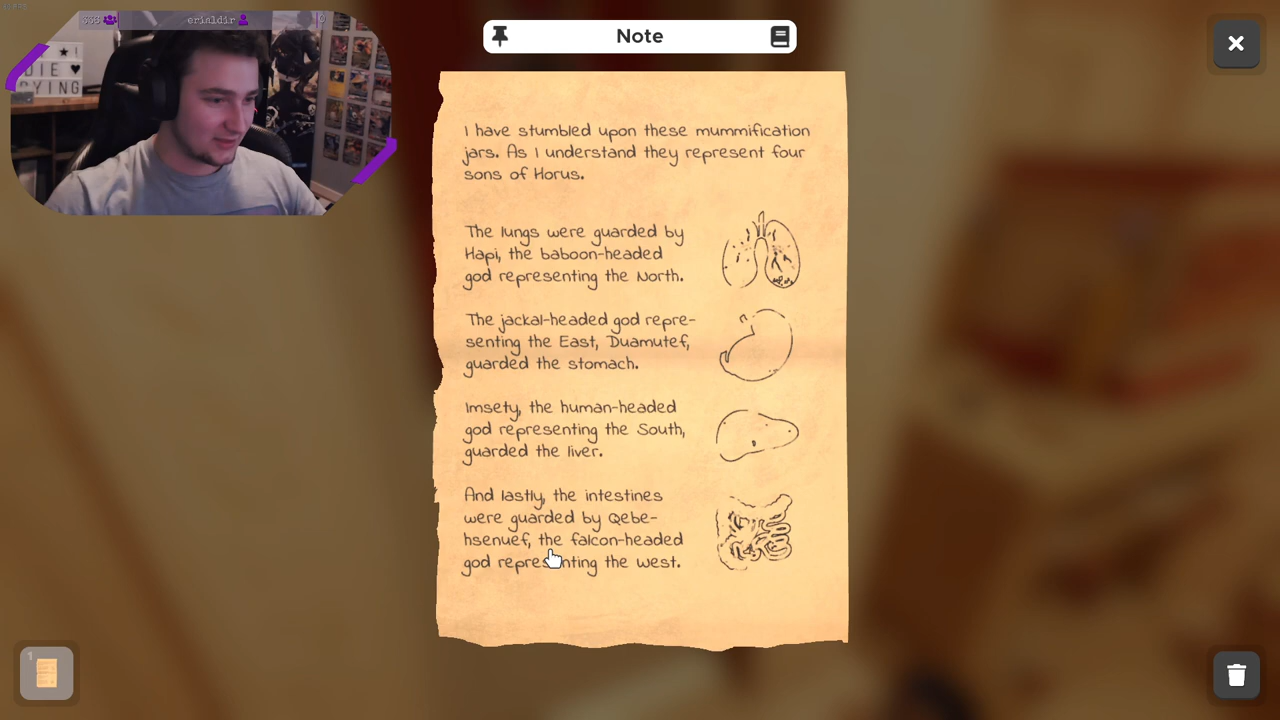 erialdir
0
Note
DIE
I have stumbled upon these mummification
jars. As I understand they represent four
sons of Horus.
The lungs were guarded by
Hapi, the baboon-headed
god representing the North.
The jackal-headed god repre-
senting the East, Duamutef,
guarded the stomach.
Imsety, the human-headed
god representing the South,
guarded the liver.
And lastly, the intestines
were guarded by Qebe-
hsenuef, the falcon-headed
god representing the west.
1